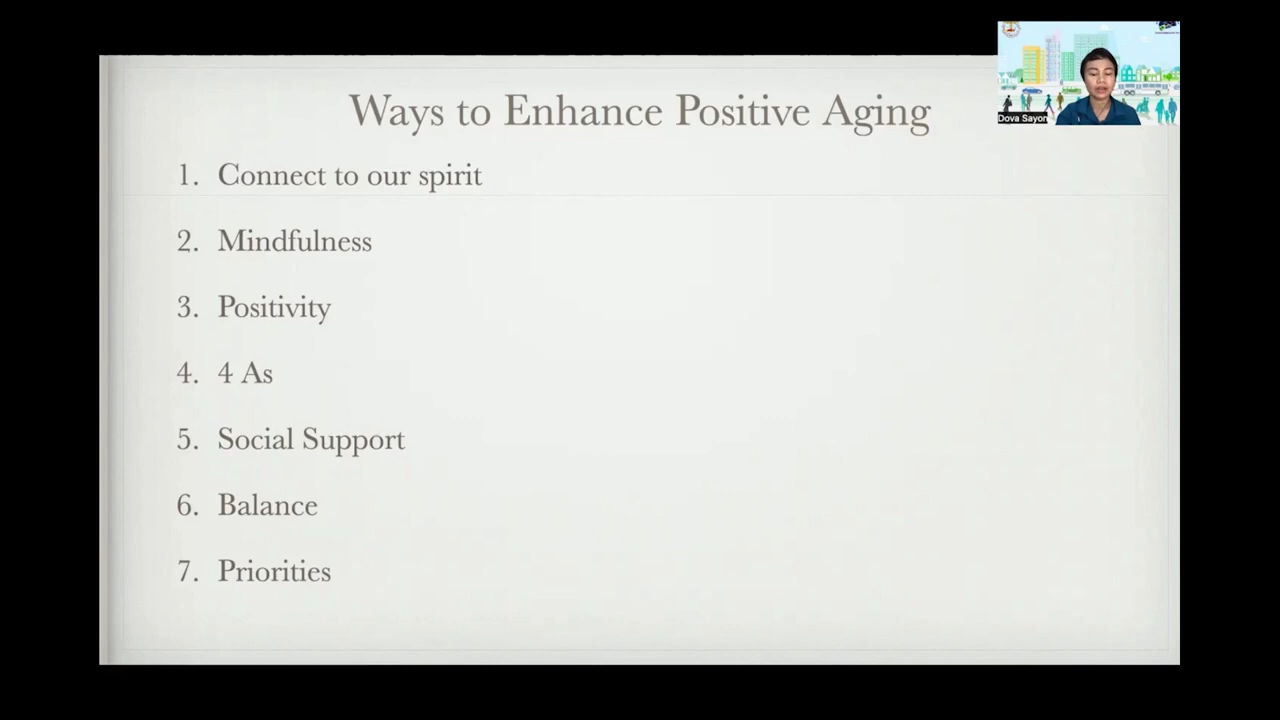 Ways to Enhance Positive Aging
1. Connect to our spirit
2. Mindfulness
3. Positivity
4. 4 As
5. Social Support
6. Balance
7. Priorities
Dova Sayon